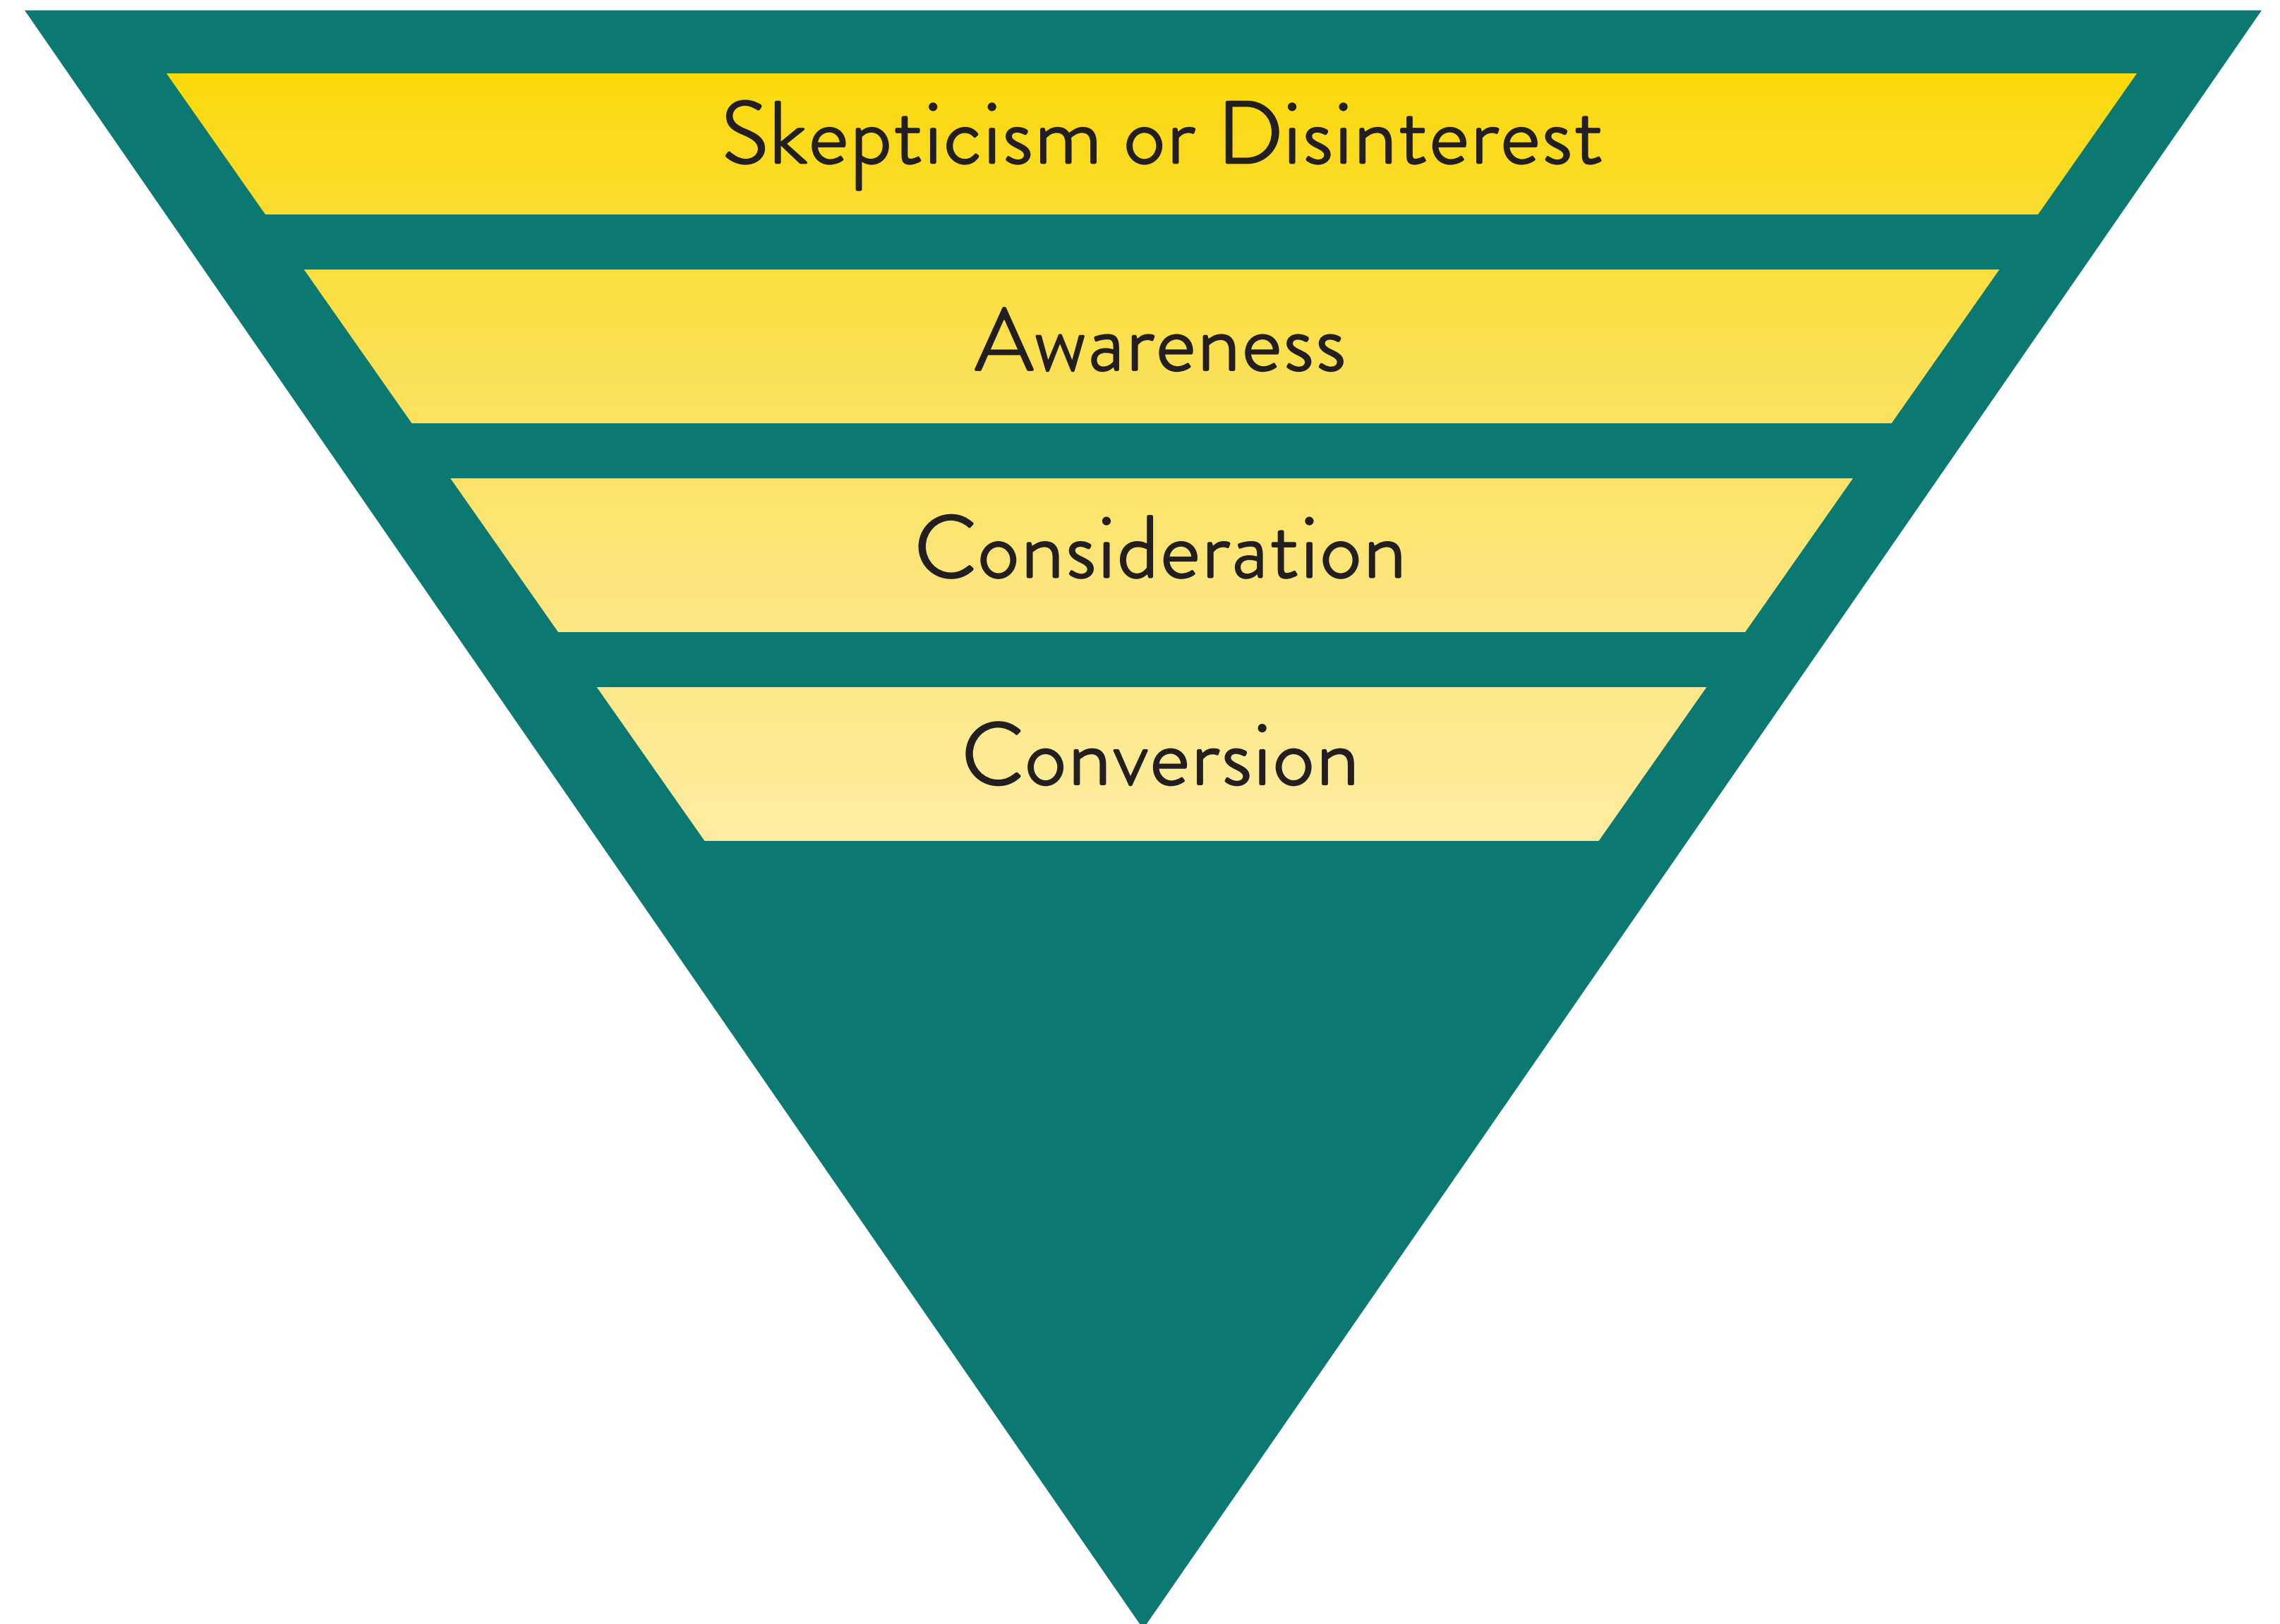 Skepticism or Disinterest
Awareness
Consideration
Conversion